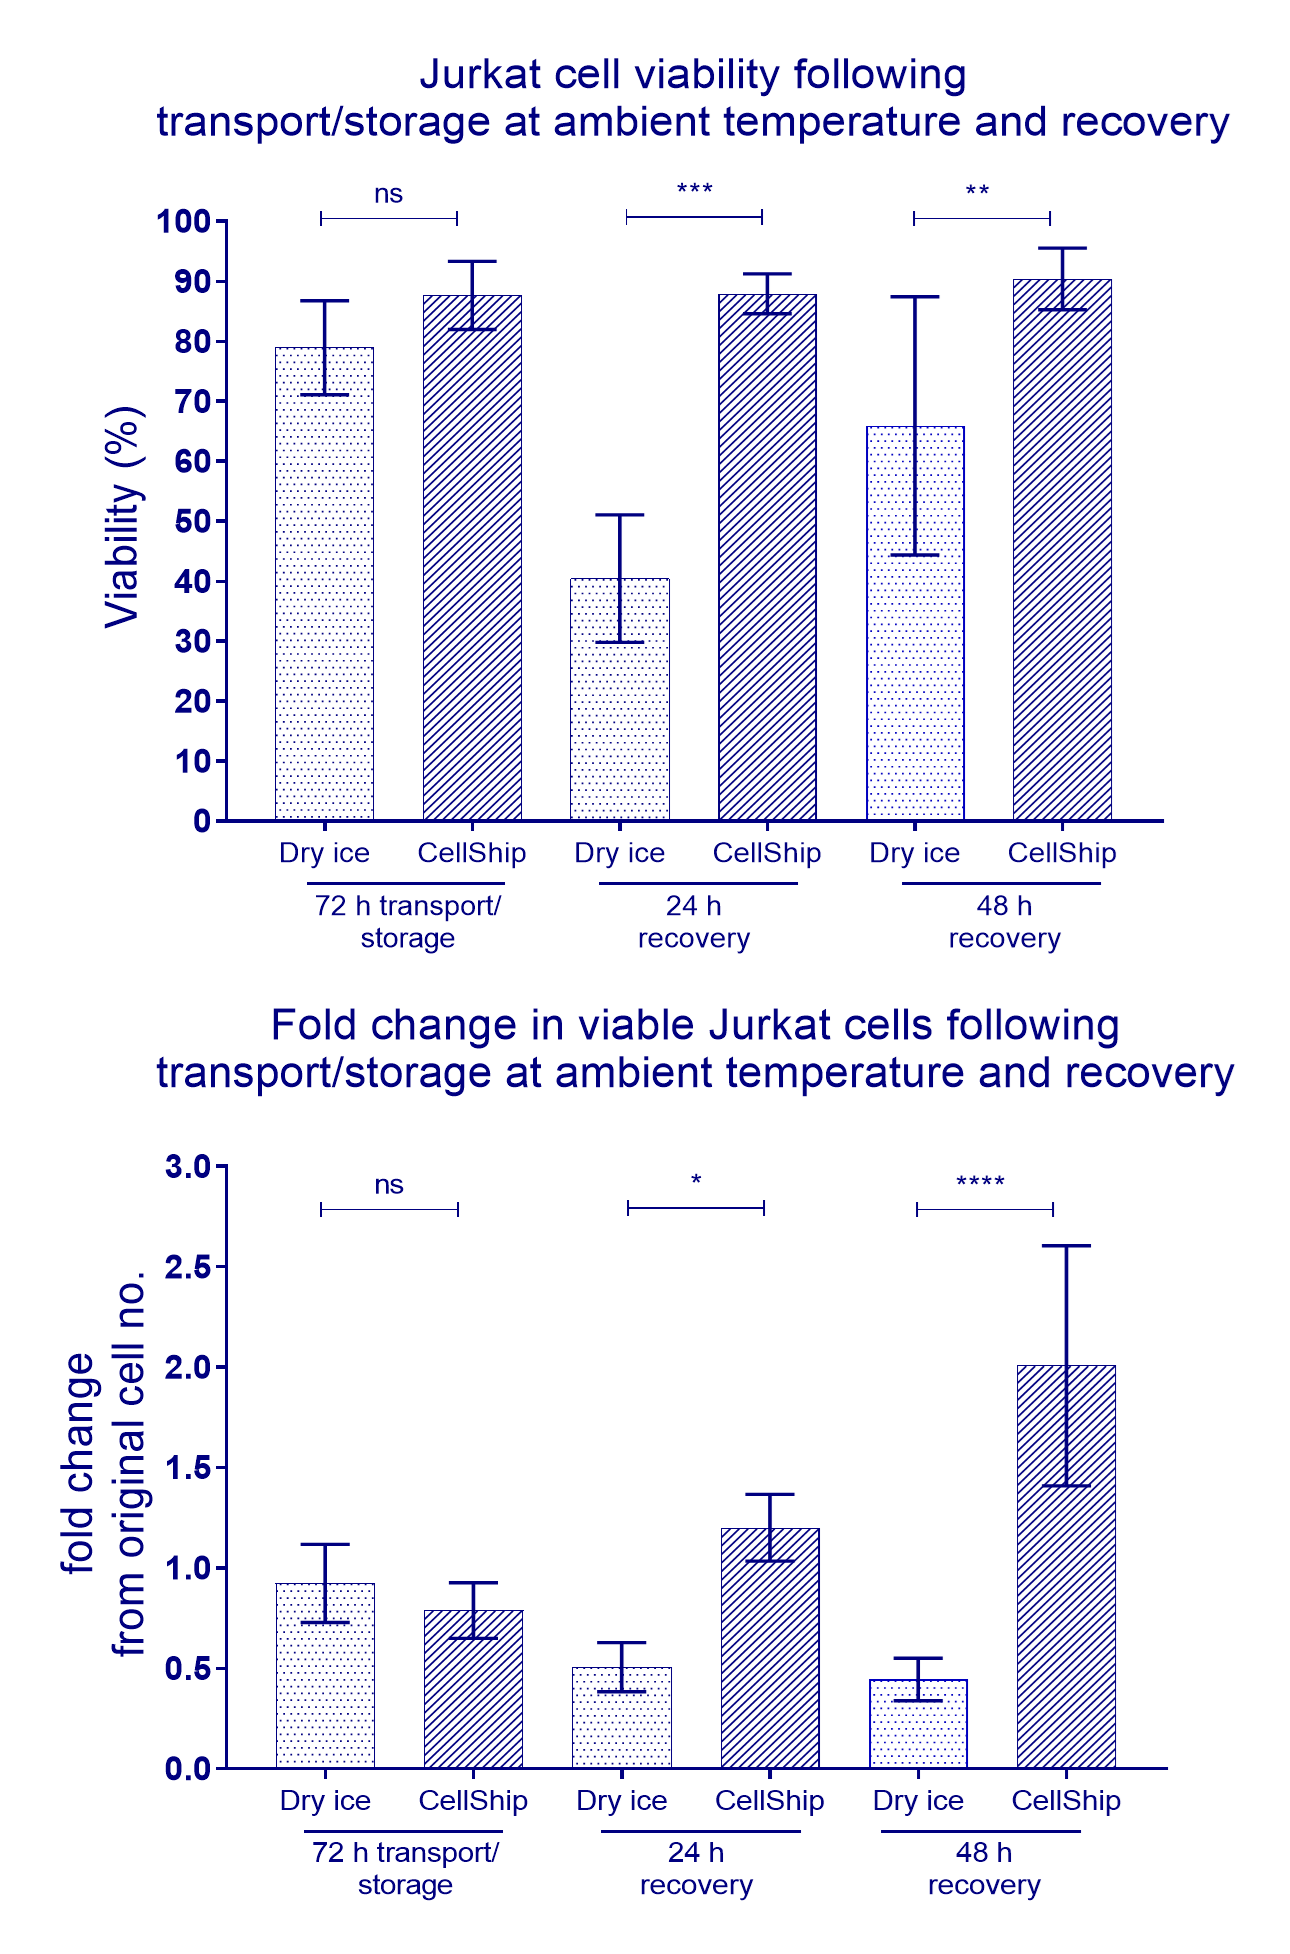 Jurkat cell viability following
transport/storage at ambient temperature and recovery
ns
***
**
Viability (%)
100
90
80
70
60
50
40
30
20
10
0
Dry ice CellShip Dry ice CellShip Dry ice CellShip
72 h transport/
storage
24 h
recovery
48 h
recovery
Fold change in viable Jurkat cells following
transport/storage at ambient temperature and recovery
ns
*
****
fold change
from original cell no.
3.0
2.5
2.0
1.5
1.0
0.5
0.0
Dry ice CellShip Dry ice CellShip Dry ice CellShip
72 h transport/
storage
24 h
recovery
48 h
recovery